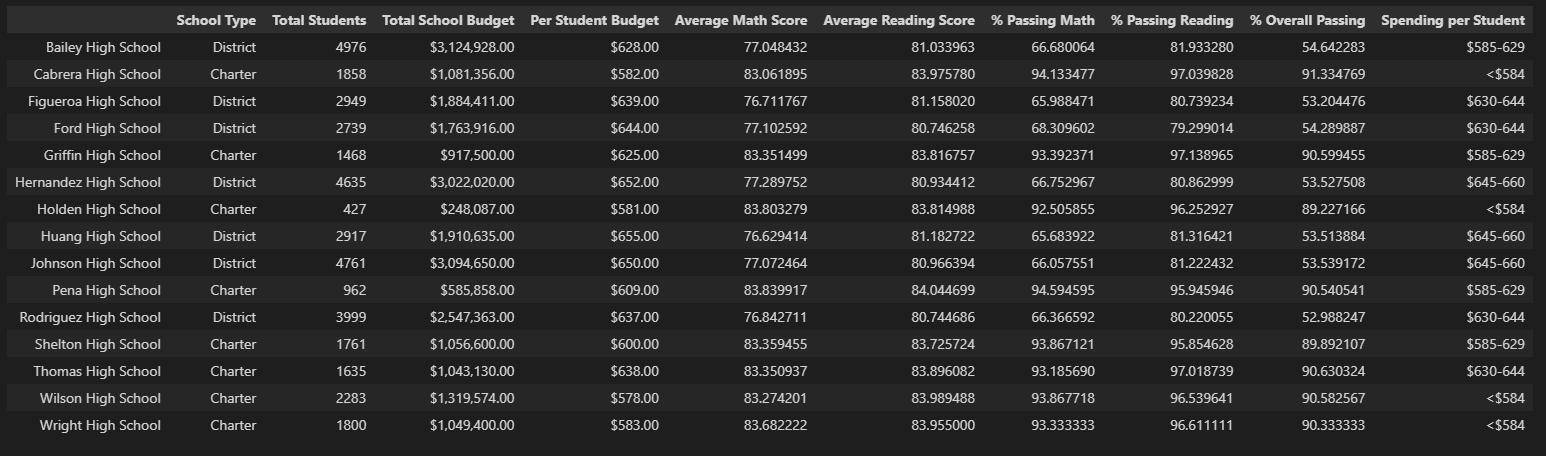 School Type Total Students Total School Budget Per Student Budget Average Math Score Average Reading Score % Passing Math % Passing Reading % Overall Passing Spending per Student
Bailey High School District 4976 $3,124,928.00 $628.00 77.048432 81.033963 66.680064 81.933280 54.642283 $585-629
Cabrera High School Charter 1858 $1,081,356.00 $582.00 83.061895 83.975780 94.133477 97.039828 91.334769 <$584
Figueroa High School District 2949 $1,884,411.00 $639.00 76.711767 81.158020 65.988471 80.739234 53.204476 $630-644
Ford High School District 2739 $1,763,916.00 $644.00 77.102592 80.746258 68.309602 79.299014 54.289887 $630-644
Griffin High School Charter 1468 $917,500.00 $625.00 83.351499 83.816757 93.392371 97.138965 90.599455 $585-629
Hernandez High School District 4635 $3,022,020.00 $652.00 77.289752 80.934412 66.752967 80.862999 53.527508 $645-660
Holden High School Charter 427 $248,087.00 $581.00 83.803279 83.814988 92.505855 96.252927 89.227166 <$584
Huang High School District 2917 $1,910,635.00 $655.00 76.629414 81.182722 65.683922 81.316421 53.513884 $645-660
Johnson High School District 4761 $3,094,650.00 $650.00 77.072464 80.966394 66.057551 81.222432 53.539172 $645-660
Pena High School Charter 962 $585,858.00 $609.00 83.839917 84.044699 94.594595 95.945946 90.540541 $585-629
Rodriguez High School District 3999 $2,547,363.00 $637.00 76.842711 80.744686 66.366592 80.220055 52.988247 $630-644
Shelton High School Charter 1761 $1,056,600.00 $600.00 83.359455 83.725724 93.867121 95.854628 89.892107 $585-629
Thomas High School Charter 1635 $1,043,130.00 $638.00 83.350937 83.896082 93.185690 97.018739 90.630324 $630-644
Wilson High School Charter 2283 $1,319,574.00 $578.00 83.274201 83.989488 93.867718 96.539641 90.582567 <$584
Wright High School Charter 1800 $1,049,400.00 $583.00 83.682222 83.955000 93.333333 96.611111 90.333333 <$584